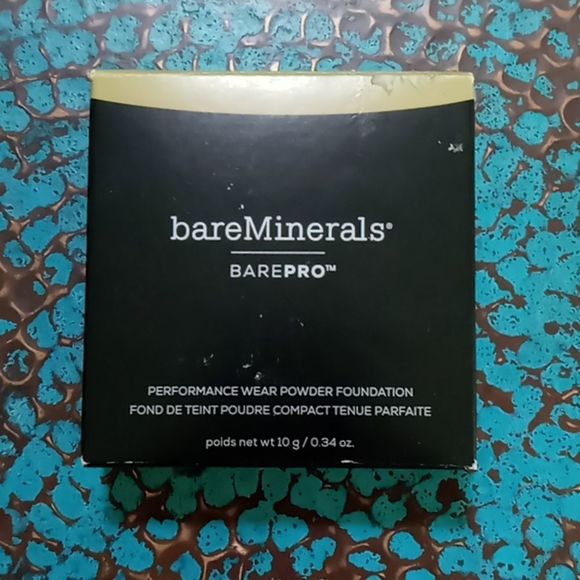 bareMinerals®
BAREPRO™
PERFORMANCE WEAR POWDER FOUNDATION
FOND DE TEINT POUDRE COMPACT TENUE PARFAITE
poids net wt 10 g / 0.34 oz.